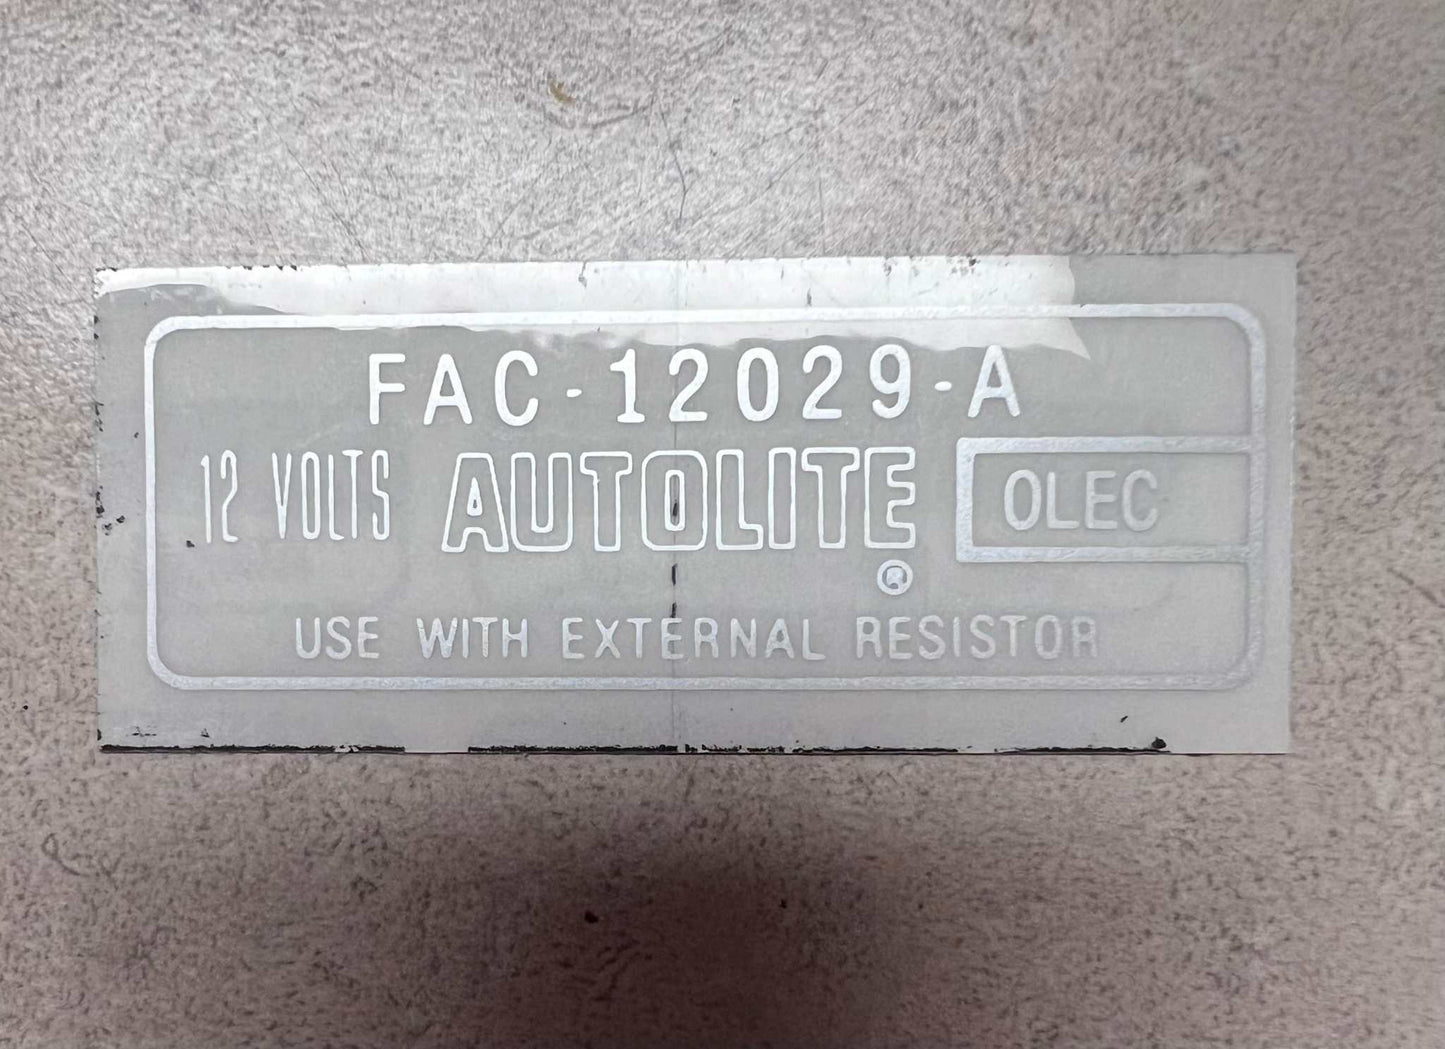 FAC-12029-A
12 VOLTS AUTOLITE ® OLEC
USE WITH EXTERNAL RESISTOR